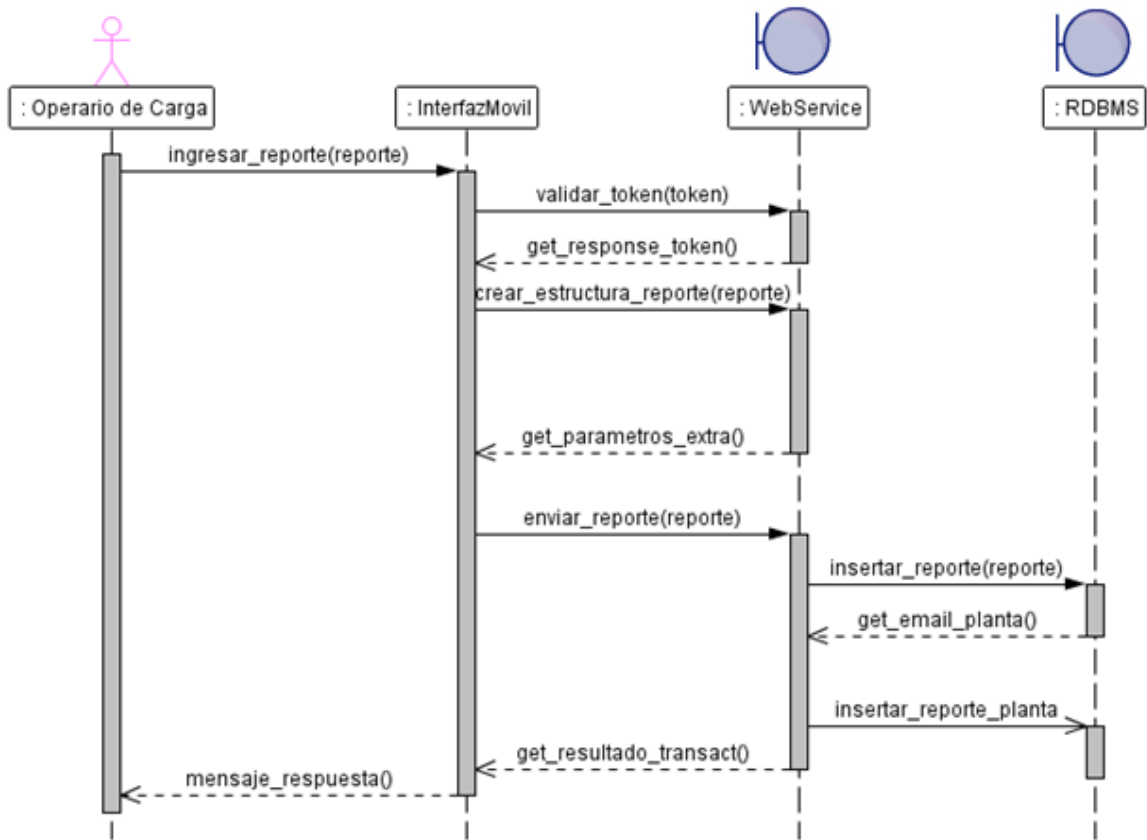 : Operario de Carga
: InterfazMovil
: WebService
: RDBMS
ingresar_reporte(reporte)
validar_token(token)
get_response_token()
crear_estructura_reporte(reporte)
get_parametros_extra()
enviar_reporte(reporte)
insertar_reporte(reporte)
get_email_planta()
insertar_reporte_planta
get_resultado_transact()
mensaje_respuesta()